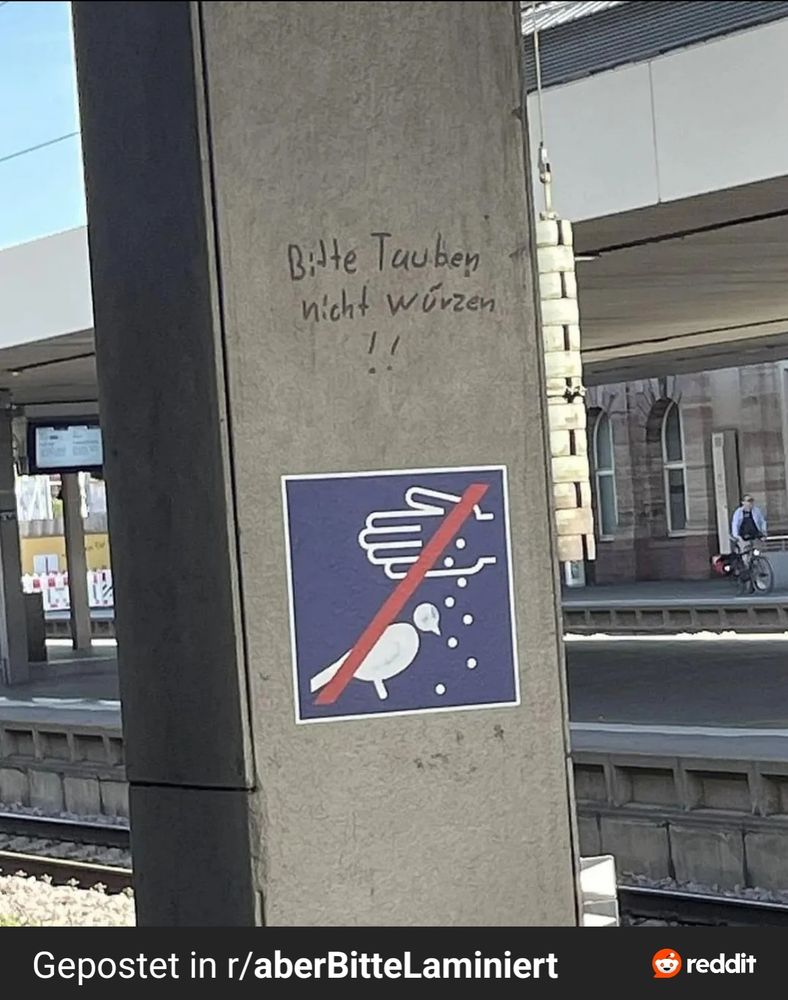 Bitte Tauben
nicht würzen
!!
Gepostet in r/aberBitteLaminiert
reddit